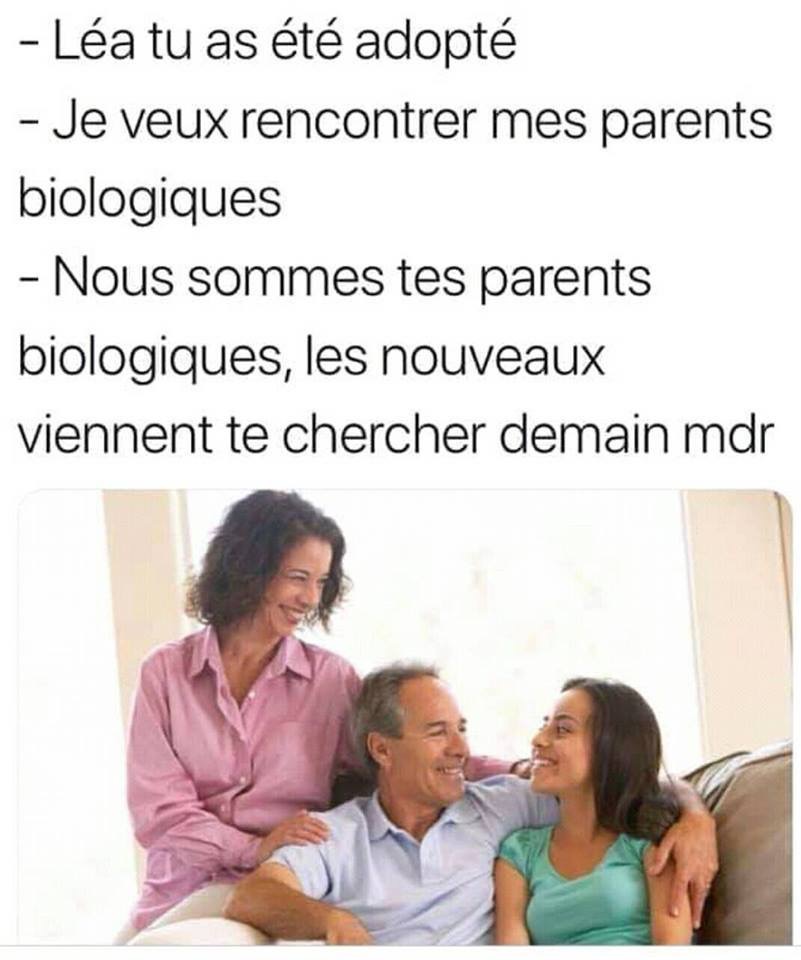 - Léa tu as été adopté
- Je veux rencontrer mes parents
biologiques
- Nous sommes tes parents
biologiques, les nouveaux
viennent te chercher demain mdr